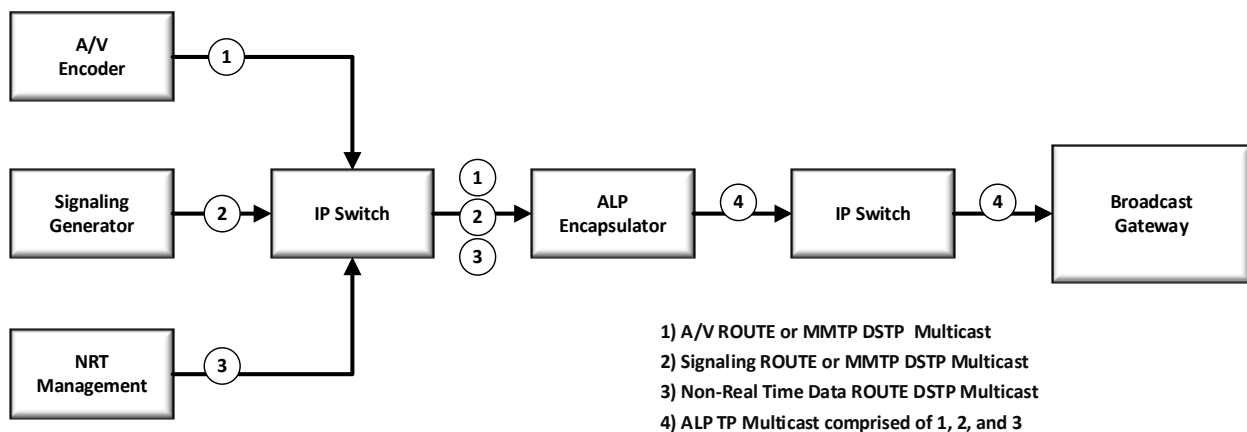 A/V
Encoder
1
Signaling
Generator
2
IP Switch
1
2
3
ALP
Encapsulator
4
IP Switch
4
Broadcast
Gateway
NRT
Management
3
1) A/V ROUTE or MMTP DSTP Multicast
2) Signaling ROUTE or MMTP DSTP Multicast
3) Non-Real Time Data ROUTE DSTP Multicast
4) ALP TP Multicast comprised of 1, 2, and 3